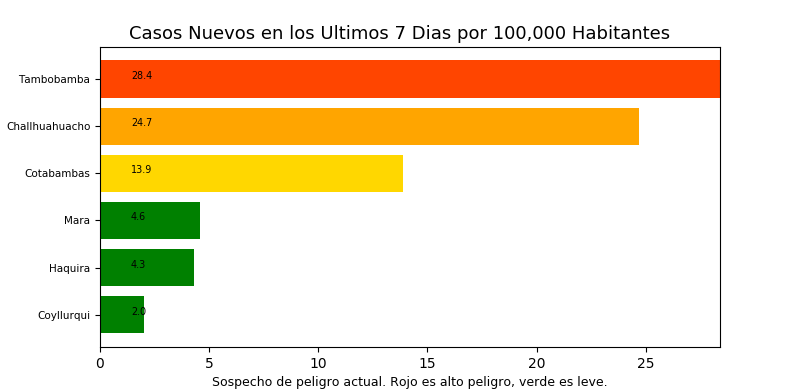 Casos Nuevos en los Ultimos 7 Dias por 100,000 Habitantes
Tambobamba 28.4
Challhuahuacho 24.7
Cotabambas 13.9
Mara 4.6
Haquira 4.3
Coyllurqui 2.0
0 5 10 15 20 25
Sospecho de peligro actual. Rojo es alto peligro, verde es leve.